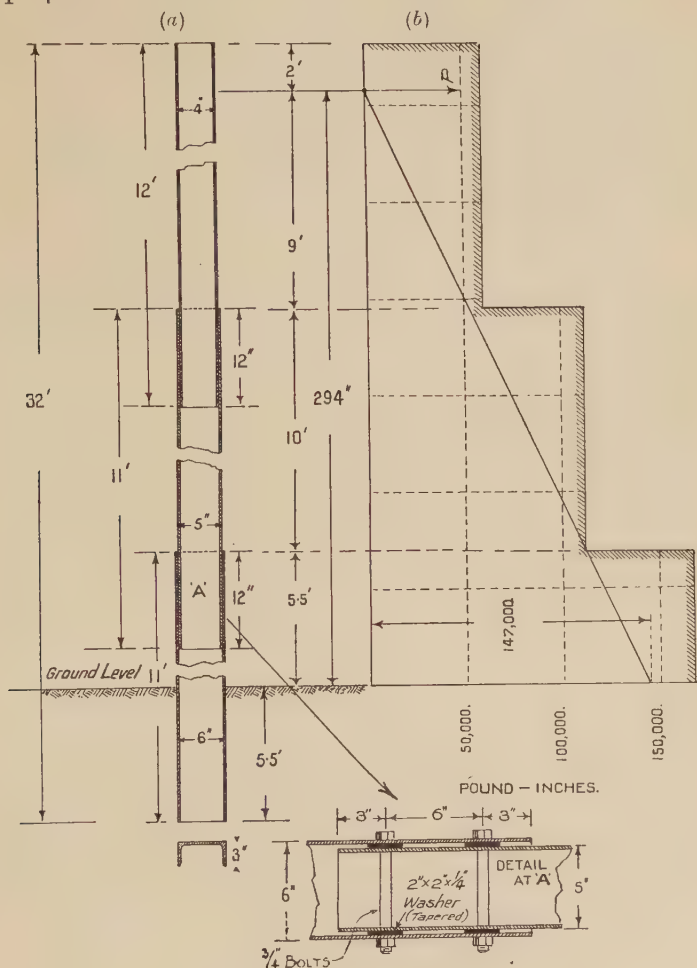 (a)
(b)
2'
P
4"
12'
9'
12"
32'
294"
11'
10'
5"
'A'
12"
5·5'
147,000.
Ground Level
11'
6"
5·5'
50,000.
100,000.
150,000.
POUND – INCHES.
3"
6"
3"
3"
6"
DETAIL
AT 'A'
5"
2"×2"×¼"
Washer
(Tapered)
¾" BOLTS